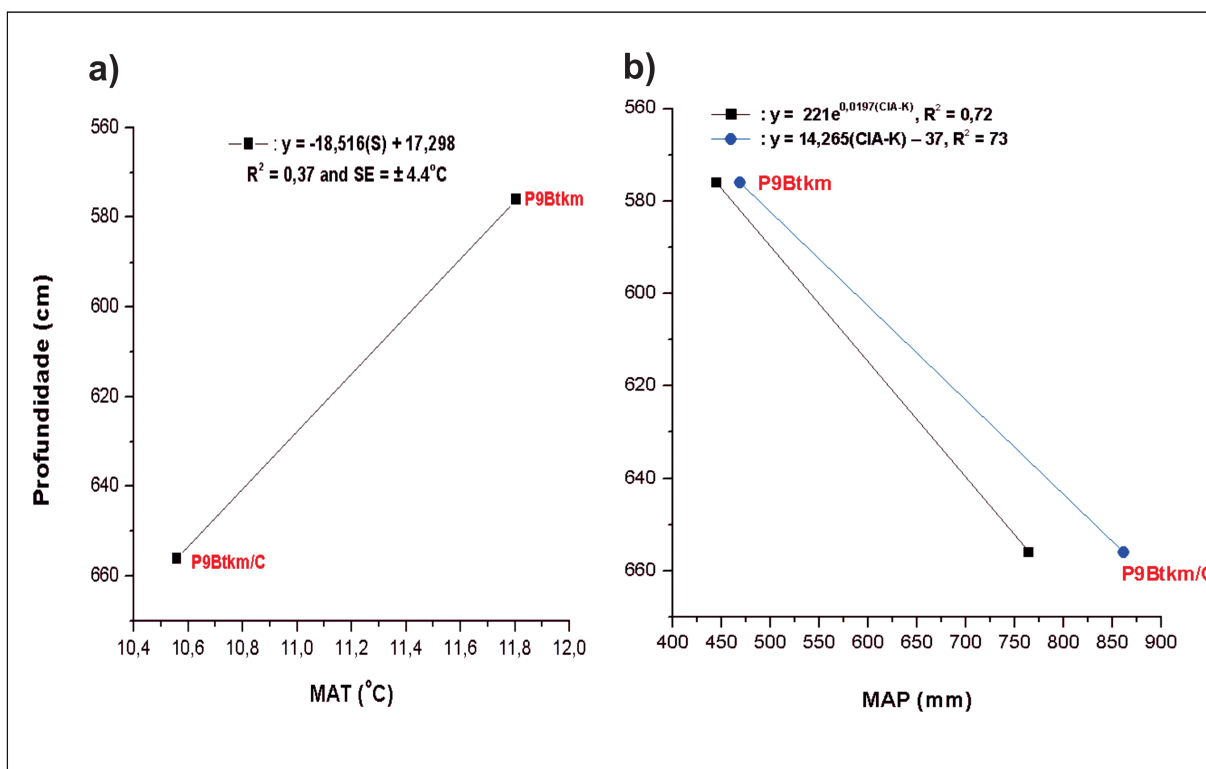 a)
: y = -18,516(S) + 17,298
R² = 0,37 and SE = ± 4.4°C
560
580
600
620
640
660
Profundidade (cm)
P9Btkm
P9Btkm/C
10,4 10,6 10,8 11,0 11,2 11,4 11,6 11,8 12,0
MAT (°C)
b)
: y = 221e^0,0197(CIA-K), R² = 0,72
: y = 14,265(CIA-K) – 37, R² = 73
560
580
600
620
640
660
P9Btkm
P9Btkm/C
400 450 500 550 600 650 700 750 800 850 900
MAP (mm)